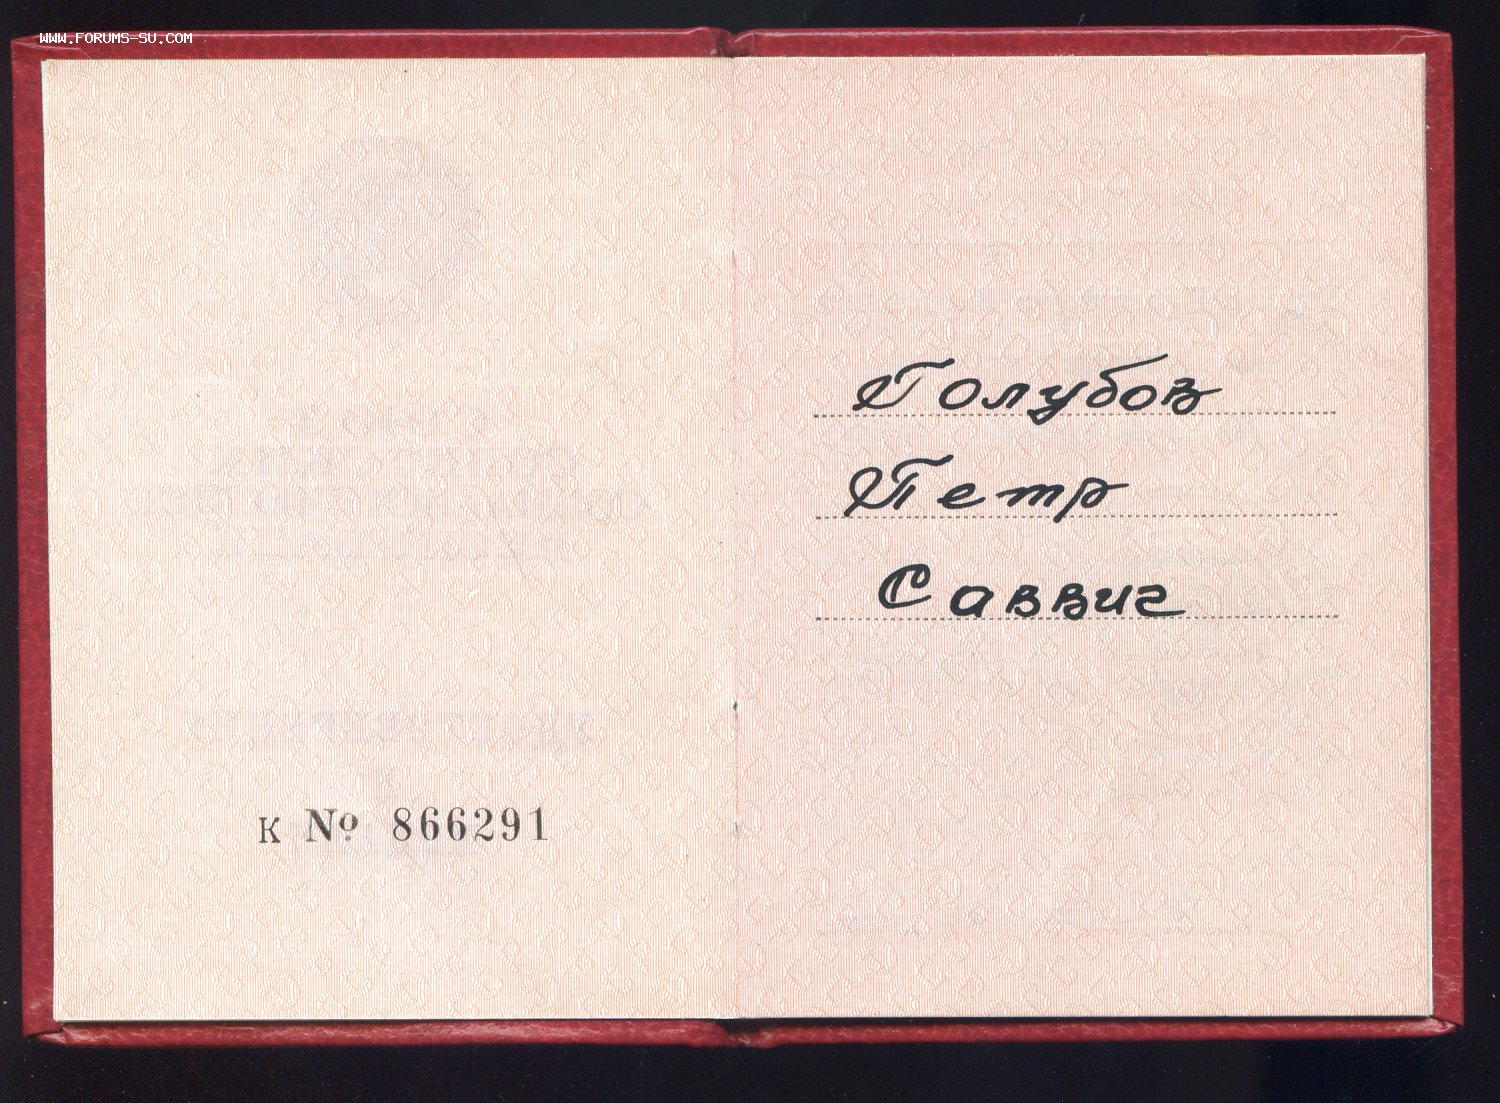 WWW.FORUMS-SU.COM
К № 866291
Голубов
Петр
Саввич